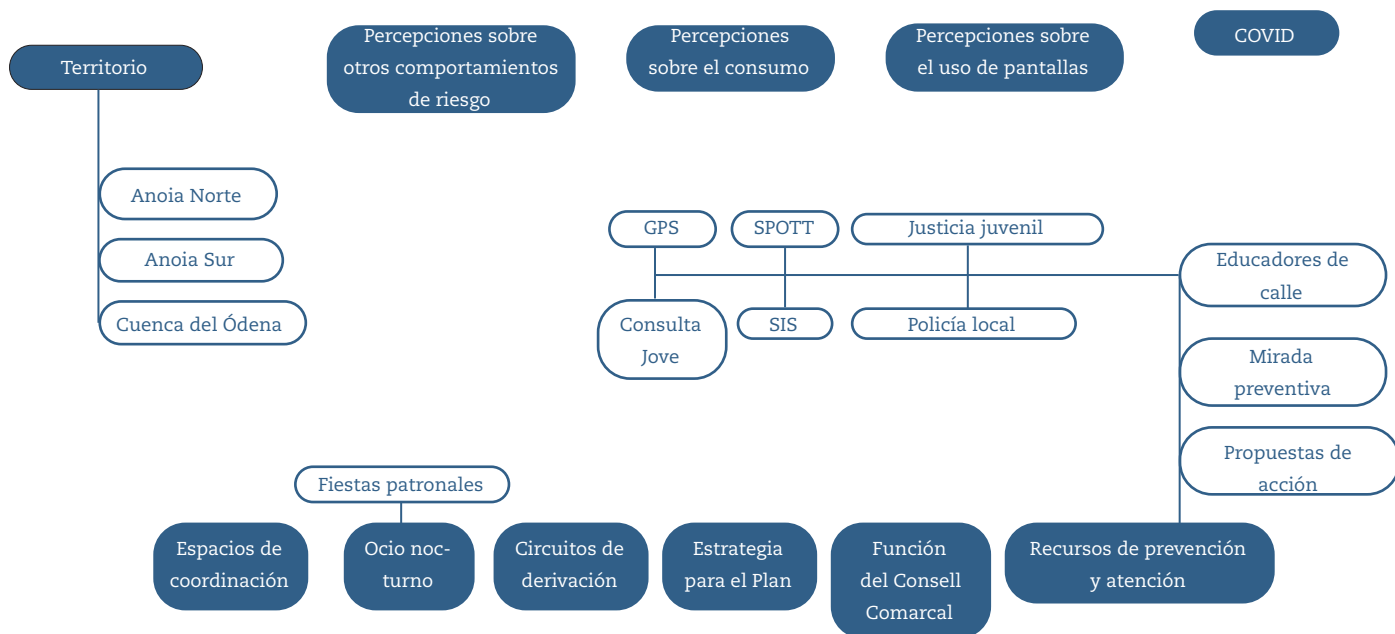 Territorio
Percepciones sobre
otros comportamientos
de riesgo
Percepciones
sobre el consumo
Percepciones sobre
el uso de pantallas
COVID
Anoia Norte
Anoia Sur
Cuenca del Ódena
GPS
SPOTT
Justicia juvenil
Educadores de
calle
Consulta
Jove
SIS
Policía local
Mirada
preventiva
Propuestas de
acción
Fiestas patronales
Espacios de
coordinación
Ocio noc-
turno
Circuitos de
derivación
Estrategia
para el Plan
Función
del Consell
Comarcal
Recursos de prevención
y atención